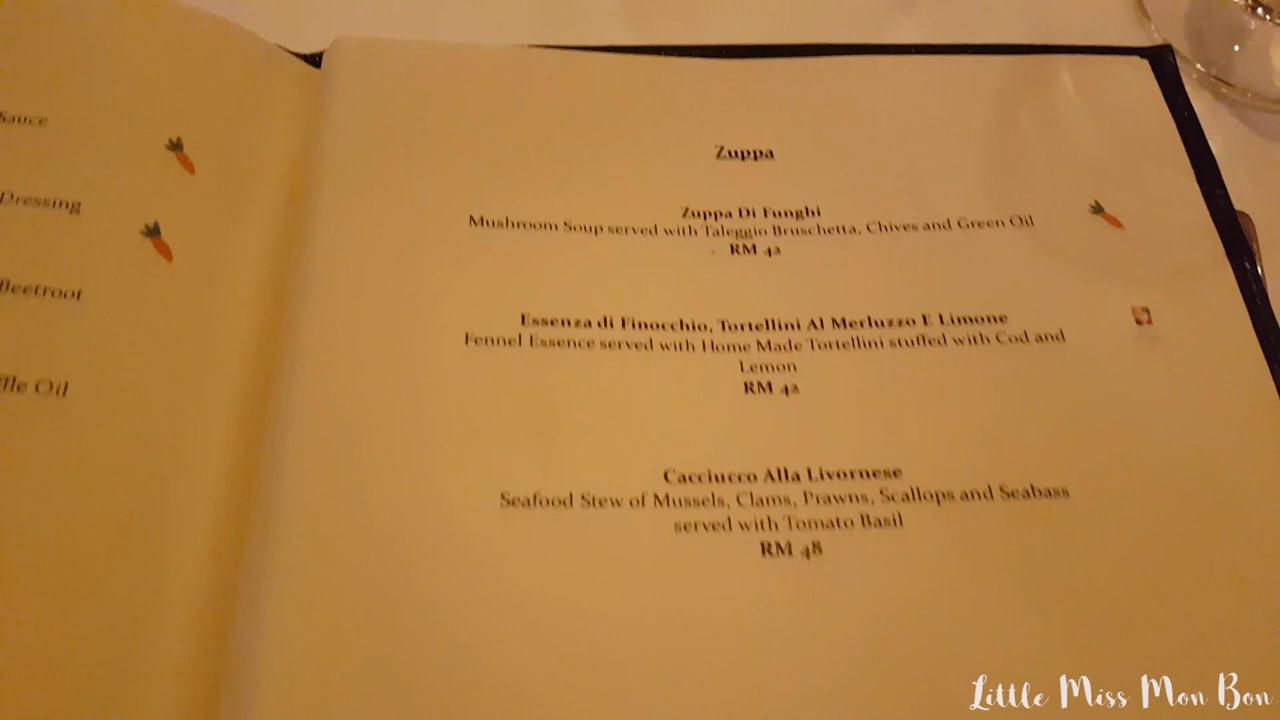 Sauce
Dressing
Beetroot
ffle Oil
Zuppa
Zuppa Di Funghi
Mushroom Soup served with Taleggio Bruschetta, Chives and Green Oil
RM 42
Essenza di Finocchio, Tortellini Al Merluzzo E Limone
Fennel Essence served with Home Made Tortellini stuffed with Cod and
Lemon
RM 42
Cacciucco Alla Livornese
Seafood Stew of Mussels, Clams, Prawns, Scallops and Seabass
served with Tomato Basil
RM 48
Little Miss Mon Bon